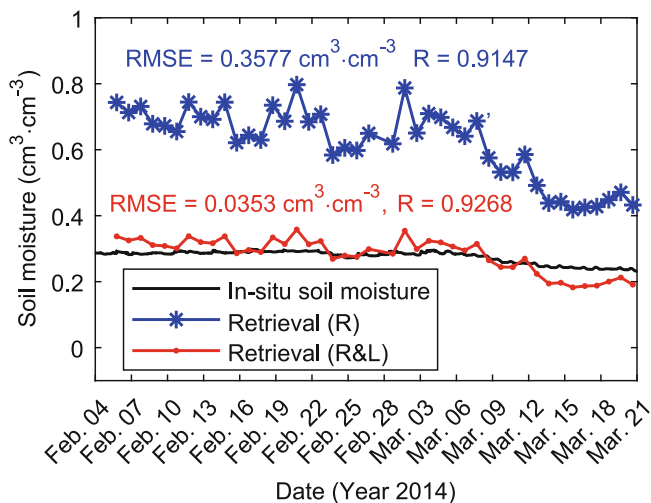 RMSE = 0.3577 cm³·cm⁻³ R = 0.9147
,
RMSE = 0.0353 cm³·cm⁻³, R = 0.9268
Soil moisture (cm³·cm⁻³)
1
0.8
0.6
0.4
0.2
0
In-situ soil moisture
Retrieval (R)
Retrieval (R&L)
Feb. 04
Feb. 07
Feb. 10
Feb. 13
Feb. 16
Feb. 19
Feb. 22
Feb. 25
Feb. 28
Mar. 03
Mar. 06
Mar. 09
Mar. 12
Mar. 15
Mar. 18
Mar. 21
Date (Year 2014)